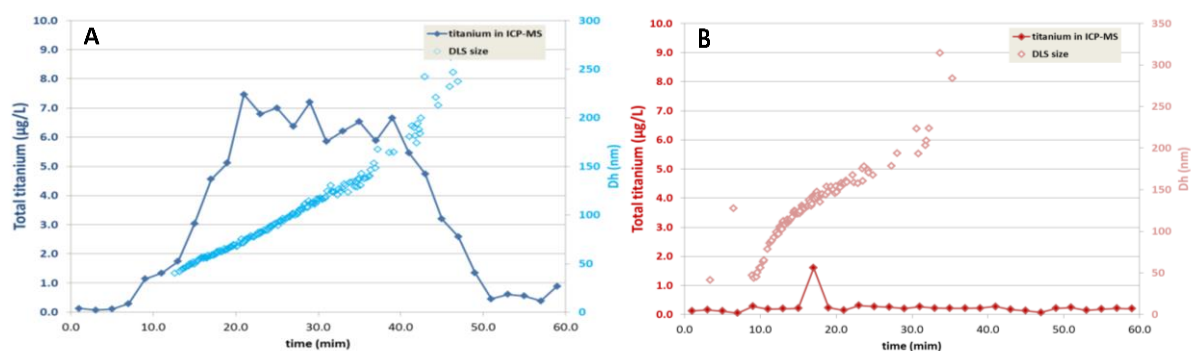 A
titanium in ICP-MS
DLS size
Total titanium (µg/L)
10.0
9.0
8.0
7.0
6.0
5.0
4.0
3.0
2.0
1.0
0.0
300
250
200
150
100
50
0
Dh (nm)
0.0 10.0 20.0 30.0 40.0 50.0 60.0
time (mim)
B
titanium in ICP-MS
DLS size
Total titanium (µg/L)
10.0
9.0
8.0
7.0
6.0
5.0
4.0
3.0
2.0
1.0
0.0
350
300
250
200
150
100
50
0
Dh (nm)
0.0 10.0 20.0 30.0 40.0 50.0 60.0
time (mim)